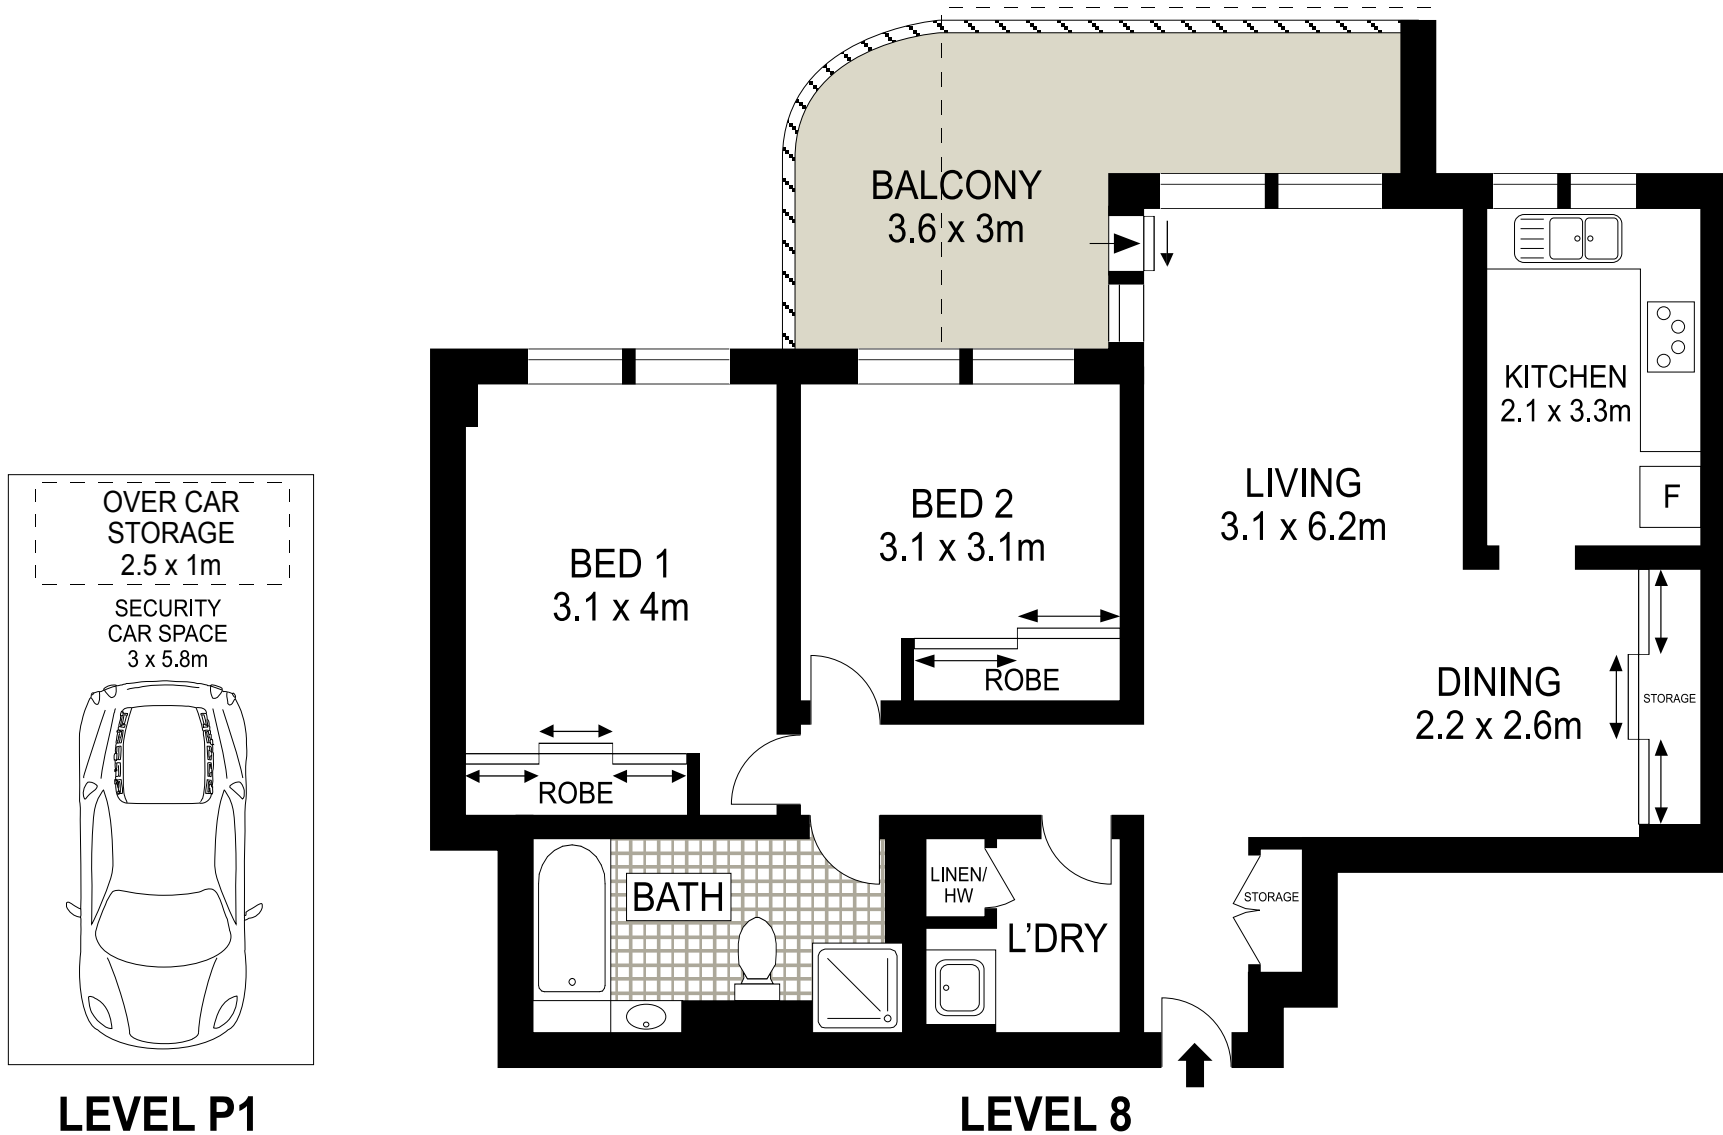 BALCONY
3.6 x 3m
KITCHEN
2.1 x 3.3m
F
LIVING
3.1 x 6.2m
BED 2
3.1 x 3.1m
ROBE
BED 1
3.1 x 4m
ROBE
DINING
2.2 x 2.6m
STORAGE
OVER CAR
STORAGE
2.5 x 1m
SECURITY
CAR SPACE
3 x 5.8m
BATH
LINEN/
HW
L'DRY
STORAGE
LEVEL P1
LEVEL 8